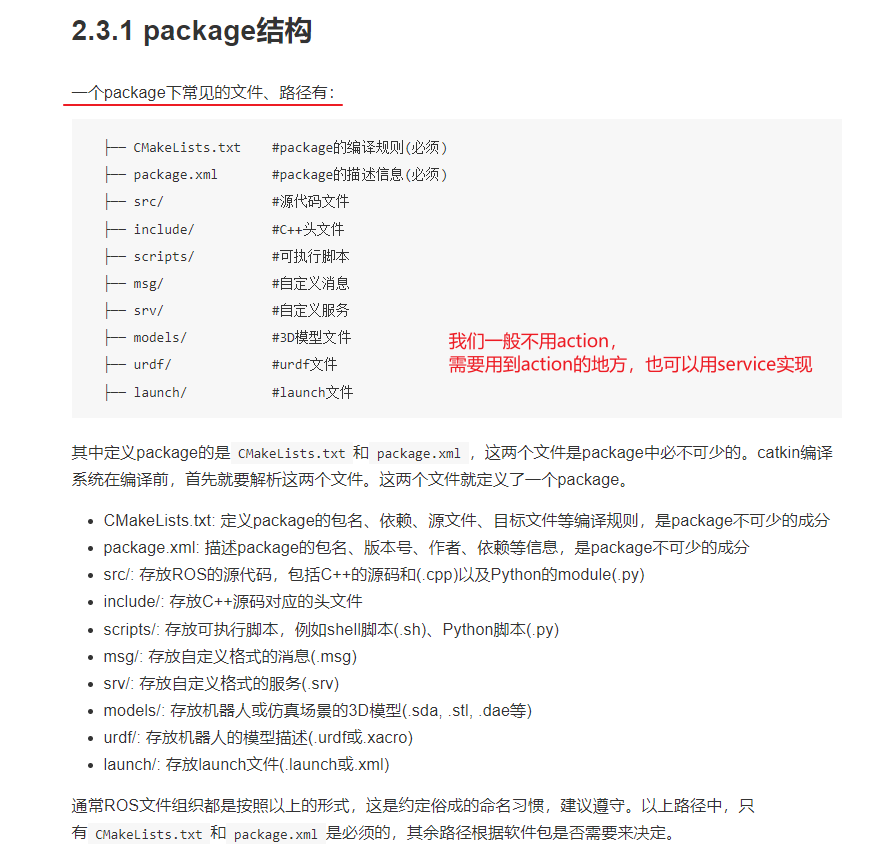 2.3.1 package结构
一个package下常见的文件、路径有：
├── CMakeLists.txt    #package的编译规则(必须)
├── package.xml       #package的描述信息(必须)
├── src/              #源代码文件
├── include/          #C++头文件
├── scripts/          #可执行脚本
├── msg/              #自定义消息
├── srv/              #自定义服务
├── models/           #3D模型文件
├── urdf/             #urdf文件
├── launch/           #launch文件
我们一般不用action，
需要用到action的地方，也可以用service实现
其中定义package的是 CMakeLists.txt 和 package.xml ，这两个文件是package中必不可少的。catkin编译
系统在编译前，首先就要解析这两个文件。这两个文件就定义了一个package。
• CMakeLists.txt: 定义package的包名、依赖、源文件、目标文件等编译规则，是package不可少的成分
• package.xml: 描述package的包名、版本号、作者、依赖等信息，是package不可少的成分
• src/: 存放ROS的源代码，包括C++的源码和(.cpp)以及Python的module(.py)
• include/: 存放C++源码对应的头文件
• scripts/: 存放可执行脚本，例如shell脚本(.sh)、Python脚本(.py)
• msg/: 存放自定义格式的消息(.msg)
• srv/: 存放自定义格式的服务(.srv)
• models/: 存放机器人或仿真场景的3D模型(.sda, .stl, .dae等)
• urdf/: 存放机器人的模型描述(.urdf或.xacro)
• launch/: 存放launch文件(.launch或.xml)
通常ROS文件组织都是按照以上的形式，这是约定俗成的命名习惯，建议遵守。以上路径中，只
有 CMakeLists.txt 和 package.xml 是必须的，其余路径根据软件包是否需要来决定。